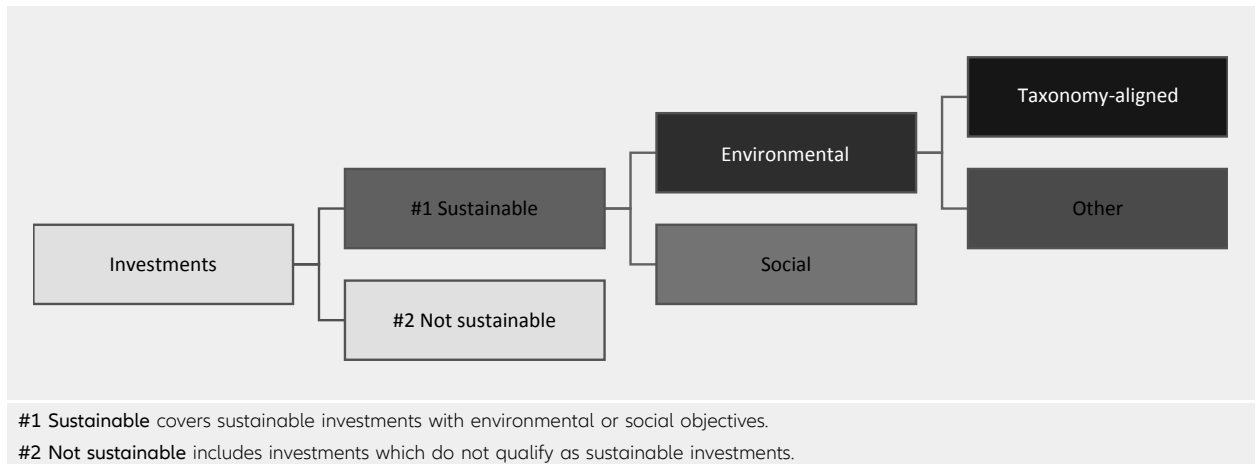 Taxonomy-aligned
Environmental
#1 Sustainable
Other
Investments
Social
#2 Not sustainable
#1 Sustainable covers sustainable investments with environmental or social objectives.
#2 Not sustainable includes investments which do not qualify as sustainable investments.